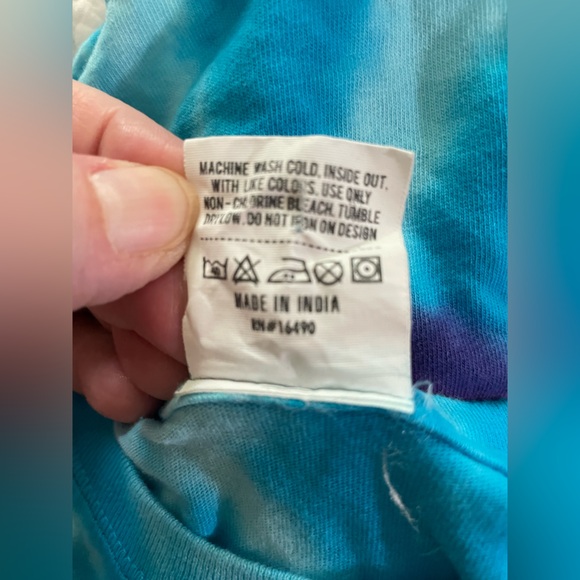 MACHINE WASH COLD, INSIDE OUT,
WITH LIKE COLORS. USE ONLY
NON-CHLORINE BLEACH. TUMBLE
DRY LOW. DO NOT IRON ON DESIGN
MADE IN INDIA
RN#16490